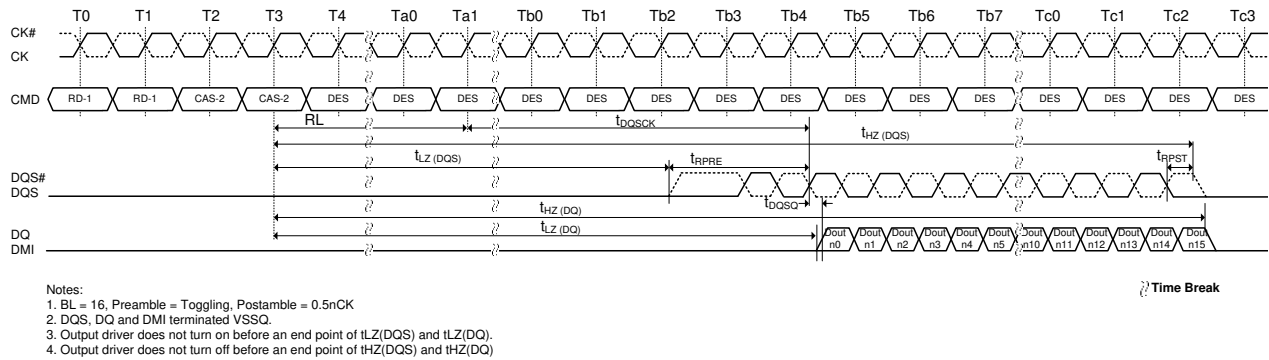 T0 T1 T2 T3 T4 Ta0 Ta1 Tb0 Tb1 Tb2 Tb3 Tb4 Tb5 Tb6 Tb7 Tc0 Tc1 Tc2 Tc3
CK#
CK
CMD RD-1 RD-1 CAS-2 CAS-2 DES DES DES DES DES DES DES DES DES DES DES DES DES DES DES
RL tDQSCK
tHZ (DQS)
tLZ (DQS) tRPRE tRPST
DQS#
DQS
tDQSQ
tHZ (DQ)
tLZ (DQ)
DQ
DMI
Dout n0 Dout n1 Dout n2 Dout n3 Dout n4 Dout n5 Dout n10 Dout n11 Dout n12 Dout n13 Dout n14 Dout n15
Time Break
Notes:
1. BL = 16, Preamble = Toggling, Postamble = 0.5nCK
2. DQS, DQ and DMI terminated VSSQ.
3. Output driver does not turn on before an end point of tLZ(DQS) and tLZ(DQ).
4. Output driver does not turn off before an end point of tHZ(DQS) and tHZ(DQ)